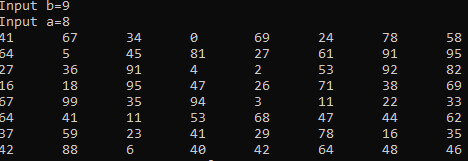 Input b=9
Input a=8
41 67 34 0 69 24 78 58
64 5 45 81 27 61 91 95
27 36 91 4 2 53 92 82
16 18 95 47 26 71 38 69
67 99 35 94 3 11 22 33
64 41 11 53 68 47 44 62
37 59 23 41 29 78 16 35
42 88 6 40 42 64 48 46